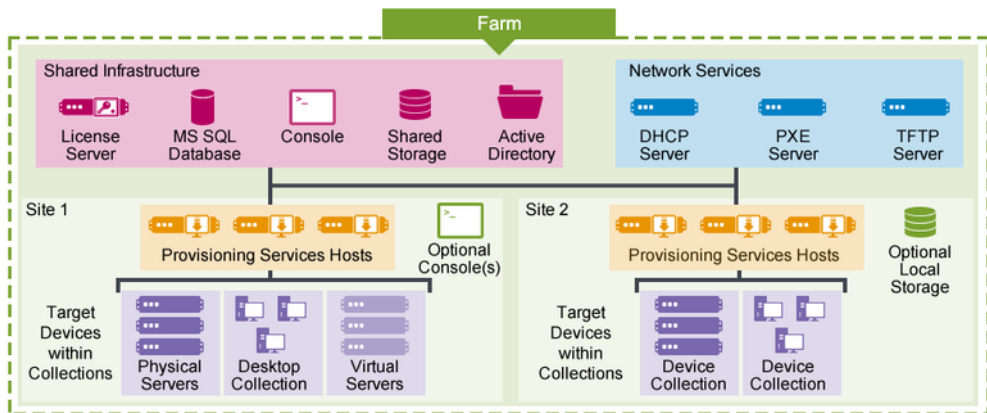 Farm
Shared Infrastructure
License
Server
MS SQL
Database
Console
Shared
Storage
Active
Directory
Network Services
DHCP
Server
PXE
Server
TFTP
Server
Site 1
Provisioning Services Hosts
Optional
Console(s)
Target
Devices
within
Collections
Physical
Servers
Desktop
Collection
Virtual
Servers
Site 2
Provisioning Services Hosts
Optional
Local
Storage
Target
Devices
within
Collections
Device
Collection
Device
Collection